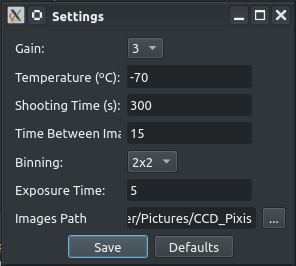 Settings
Gain: 3
Temperature (ºC): -70
Shooting Time (s): 300
Time Between Ima 15
Binning: 2x2
Exposure Time: 5
Images Path er/Pictures/CCD_Pixis ...
Save Defaults